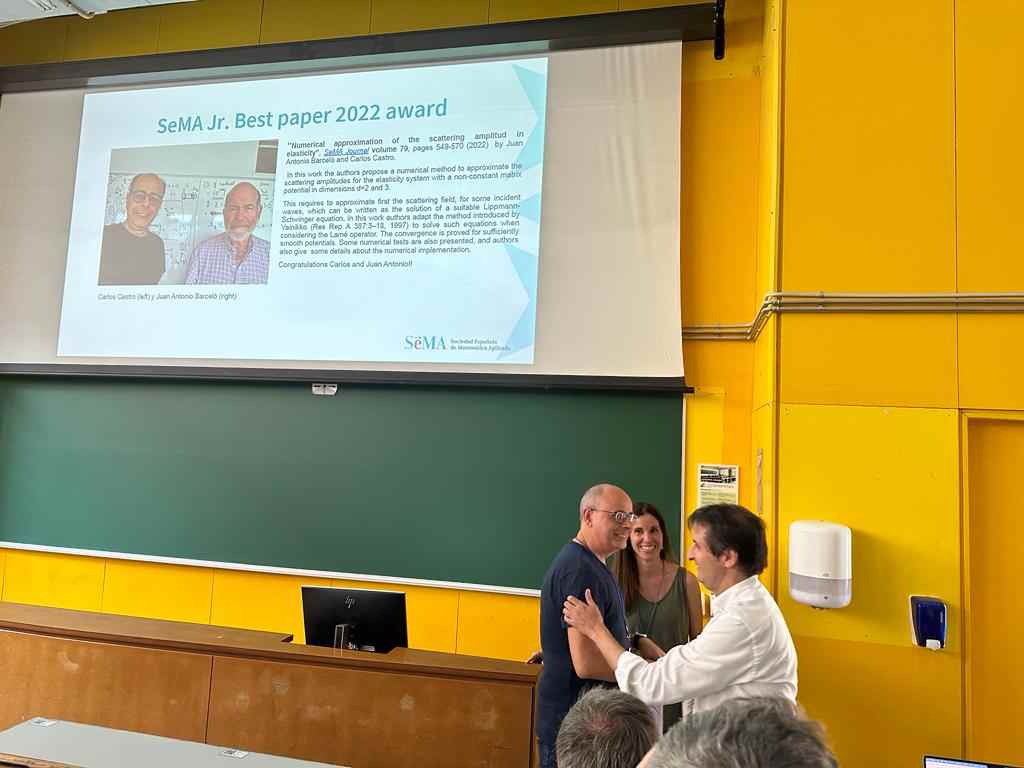 SeMA Jr. Best paper 2022 award
"Numerical approximation of the scattering amplitud in
elasticity", SeMA Journal volume 79, pages 549-570 (2022) by Juan
Antonio Barceló and Carlos Castro.
In this work the authors propose a numerical method to approximate the
scattering amplitudes for the elasticity system with a non-constant matrix
potential in dimensions d=2 and 3.
This requires to approximate first the scattering field, for some incident
waves, which can be written as the solution of a suitable Lippmann-
Schwinger equation, in this work authors adapt the method introduced by
Vainikko (Res Rep A 387:3–18, 1997) to solve such equations when
considering the Lamé operator. The convergence is proved for sufficiently
smooth potentials. Some numerical tests are also presented, and authors
also give some details about the numerical implementation.
Congratulations Carlos and Juan Antonio!!
Carlos Castro (left) y Juan Antonio Barceló (right)
SeMA Sociedad Española
de Matemática Aplicada
hp